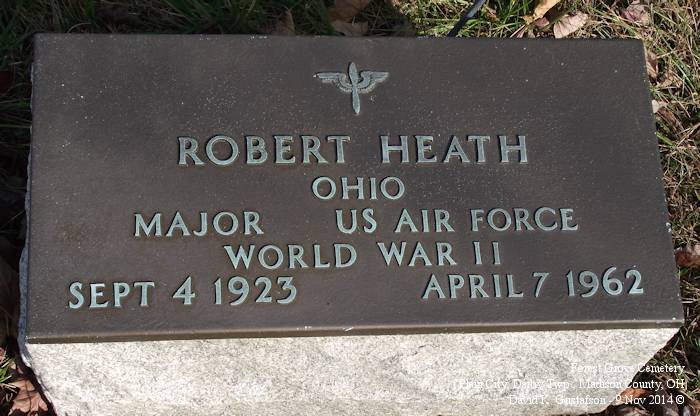 ROBERT HEATH
OHIO
MAJOR US AIR FORCE
WORLD WAR II
SEPT 4 1923 APRIL 7 1962
Forest Grove Cemetery
Plain City, Darby Twp., Madison County, OH
David K. Gustafson - 9 Nov 2014 ©